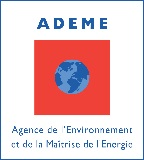 ADEME
Agence de l'Environnement
et de la Maîtrise de l'Energie